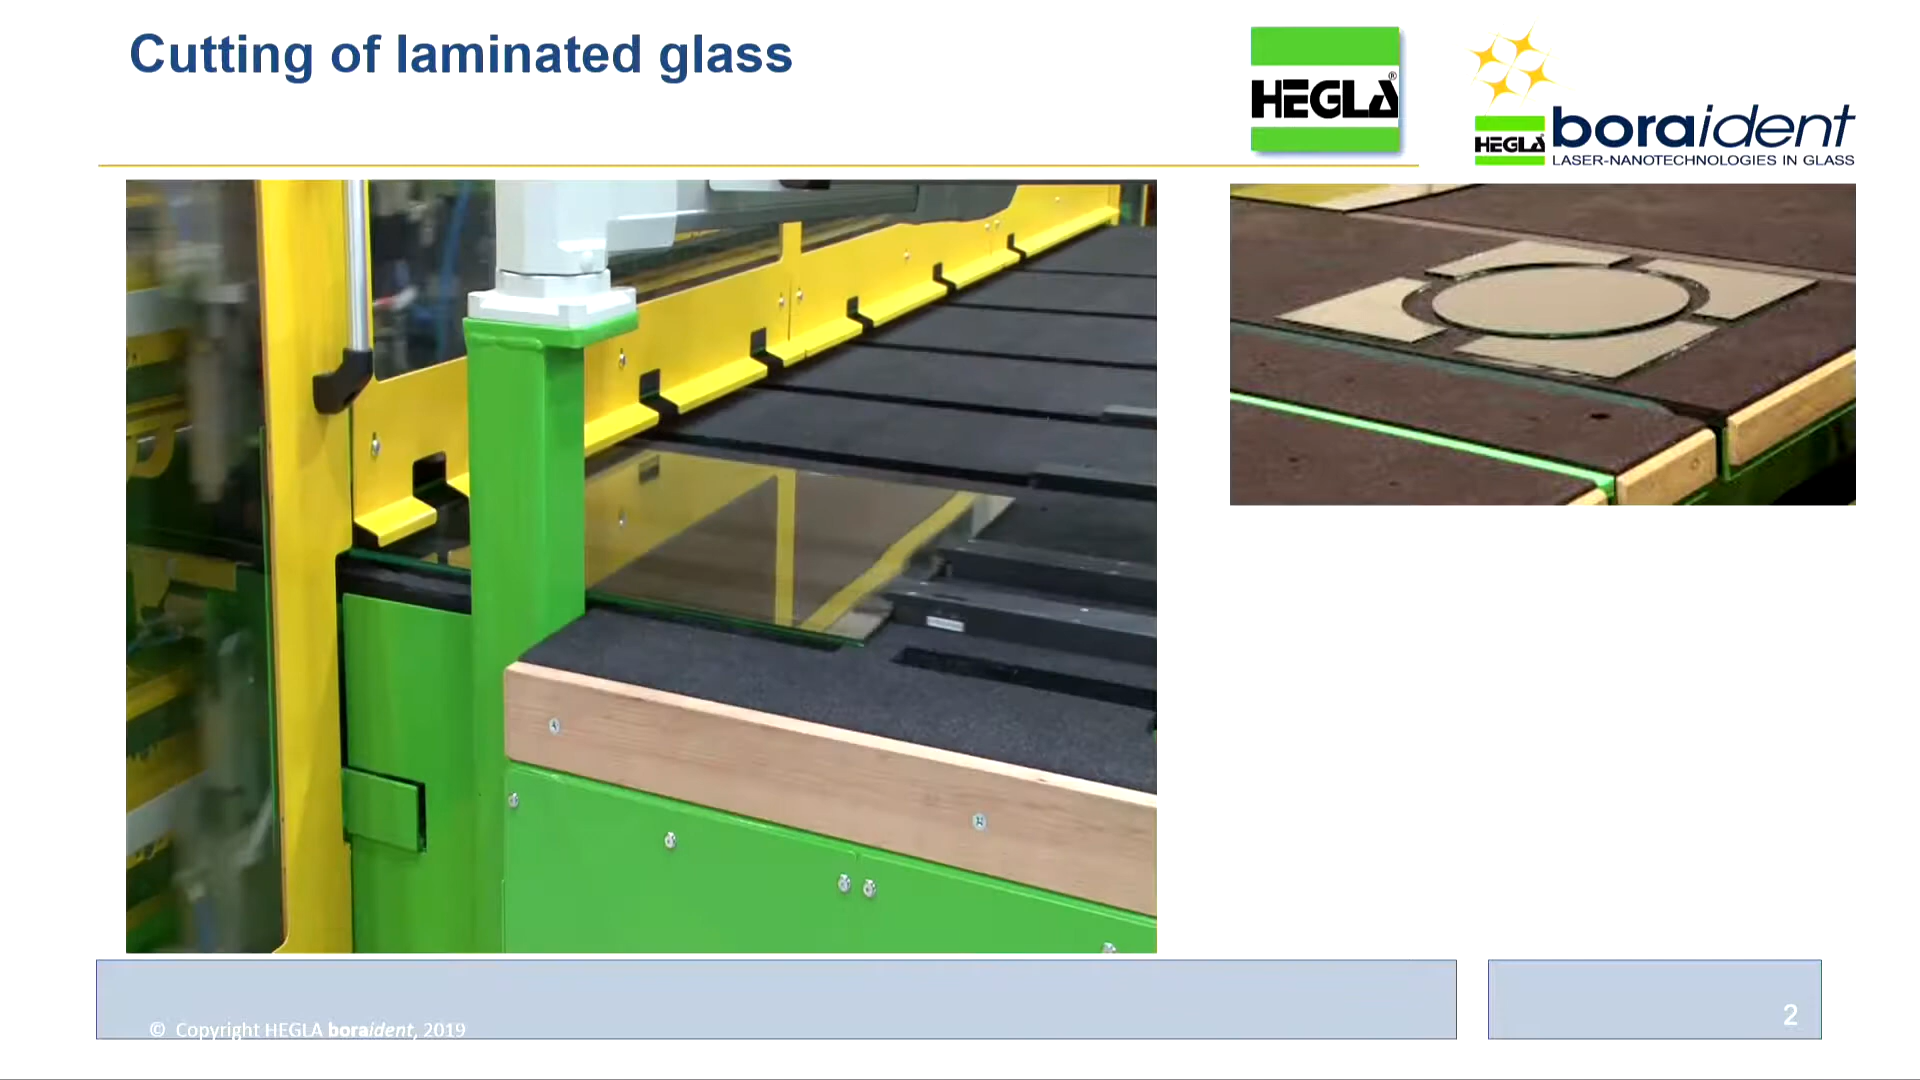 Cutting of laminated glass
HEGLA®
HEGLA boraident
LASER-NANOTECHNOLOGIES IN GLASS
© Copyright HEGLA boraident, 2019
2